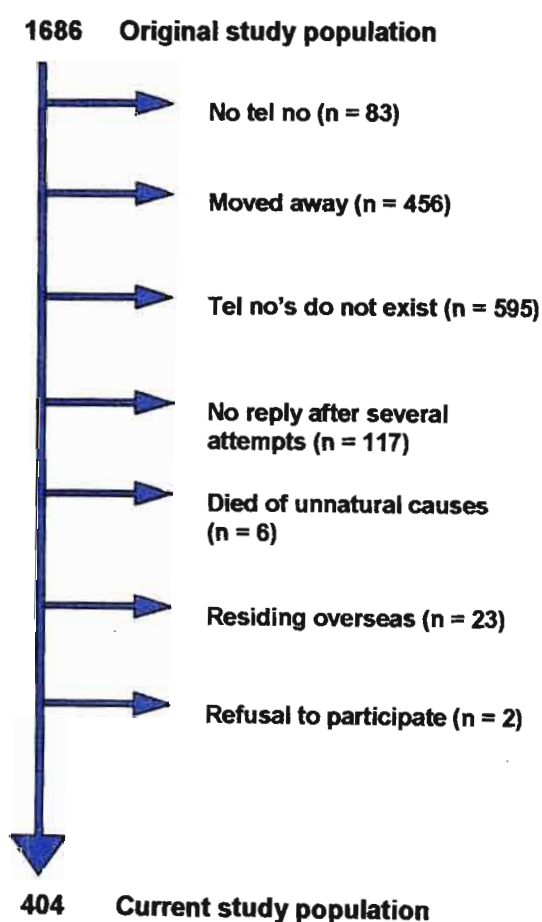 1686 Original study population
No tel no (n = 83)
Moved away (n = 456)
Tel no's do not exist (n = 595)
No reply after several
attempts (n = 117)
Died of unnatural causes
(n = 6)
Residing overseas (n = 23)
Refusal to participate (n = 2)
404 Current study population